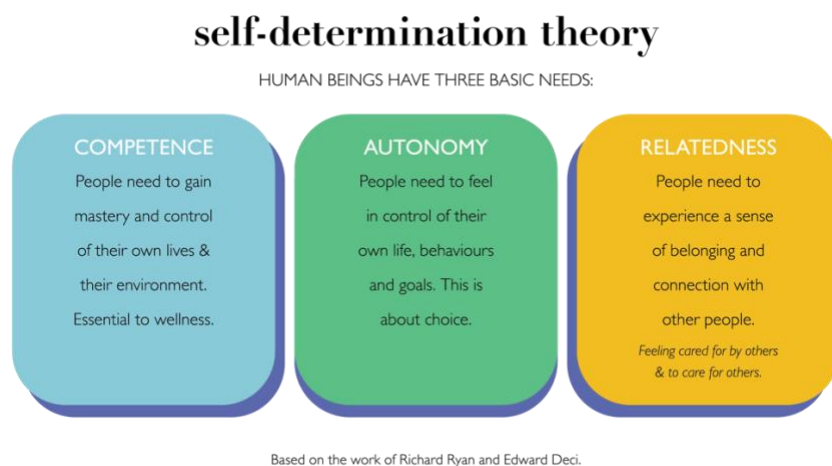 self-determination theory
HUMAN BEINGS HAVE THREE BASIC NEEDS:
COMPETENCE
People need to gain
mastery and control
of their own lives &
their environment.
Essential to wellness.
AUTONOMY
People need to feel
in control of their
own life, behaviours
and goals. This is
about choice.
RELATEDNESS
People need to
experience a sense
of belonging and
connection with
other people.
Feeling cared for by others
& to care for others.
Based on the work of Richard Ryan and Edward Deci.